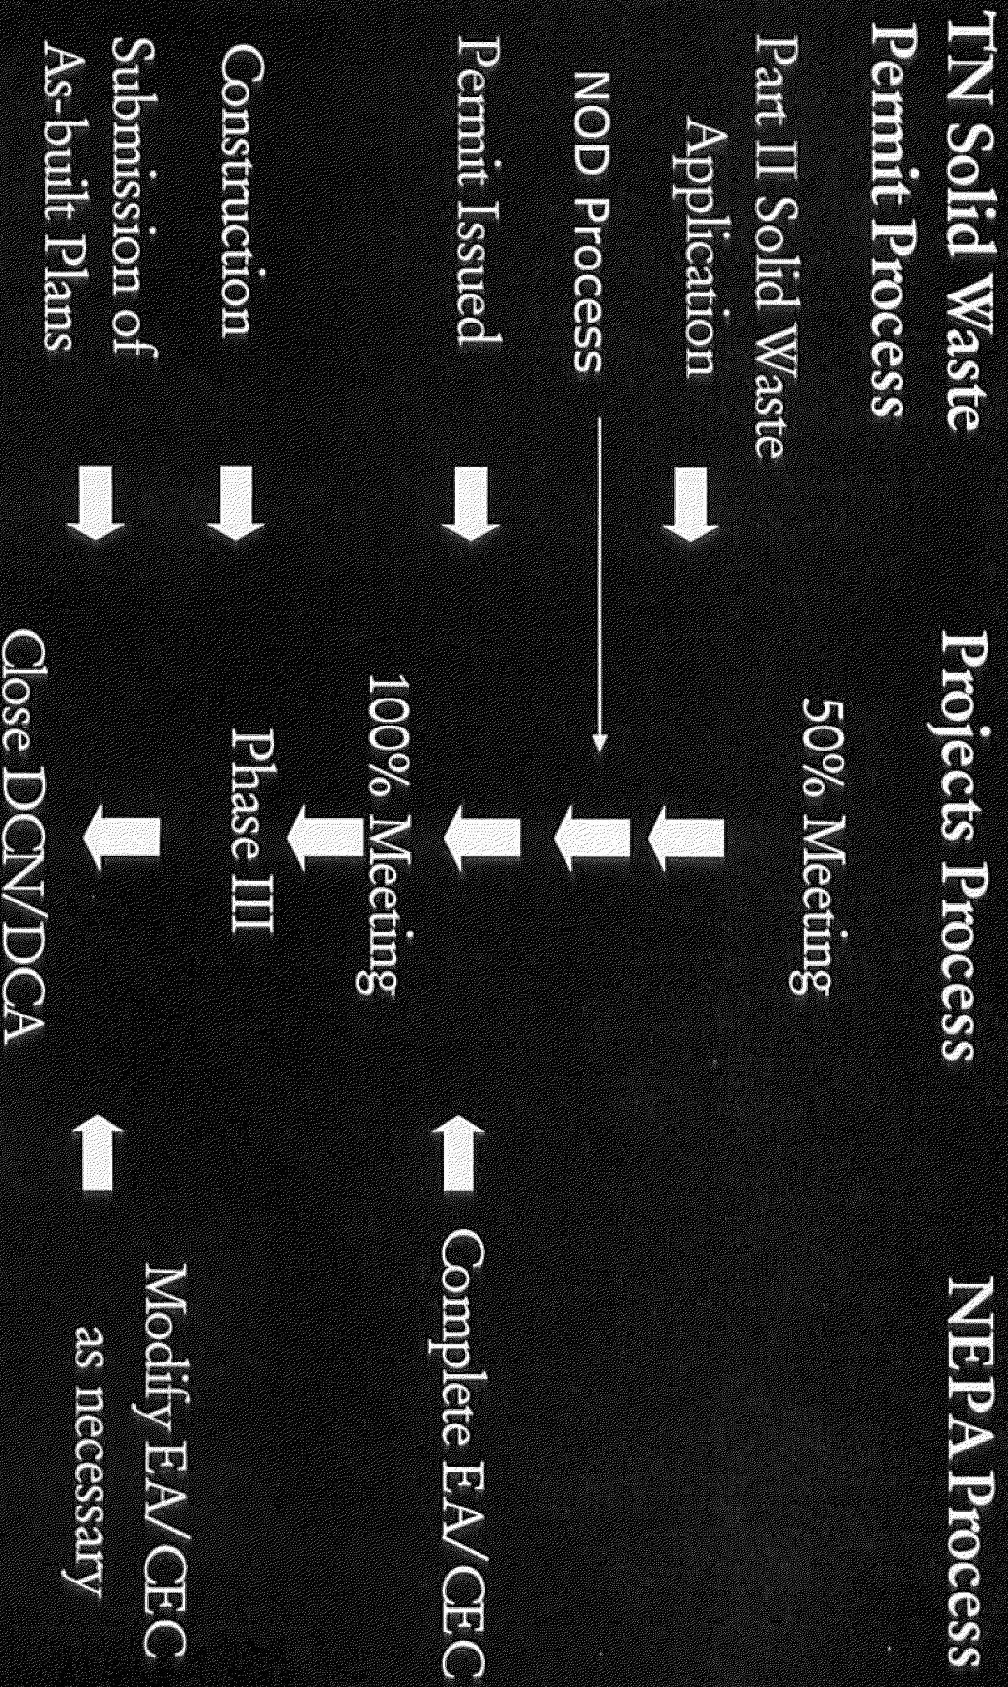 TN Solid Waste
Permit Process
Projects Process
NEPA Process
50% Meeting
Part II Solid Waste
Application
NOD Process
Permit Issued
Complete EA/CEC
100% Meeting
Construction
Phase III
Modify EA/CEC
as necessary
Submission of
As-built Plans
Close DCN/DCA